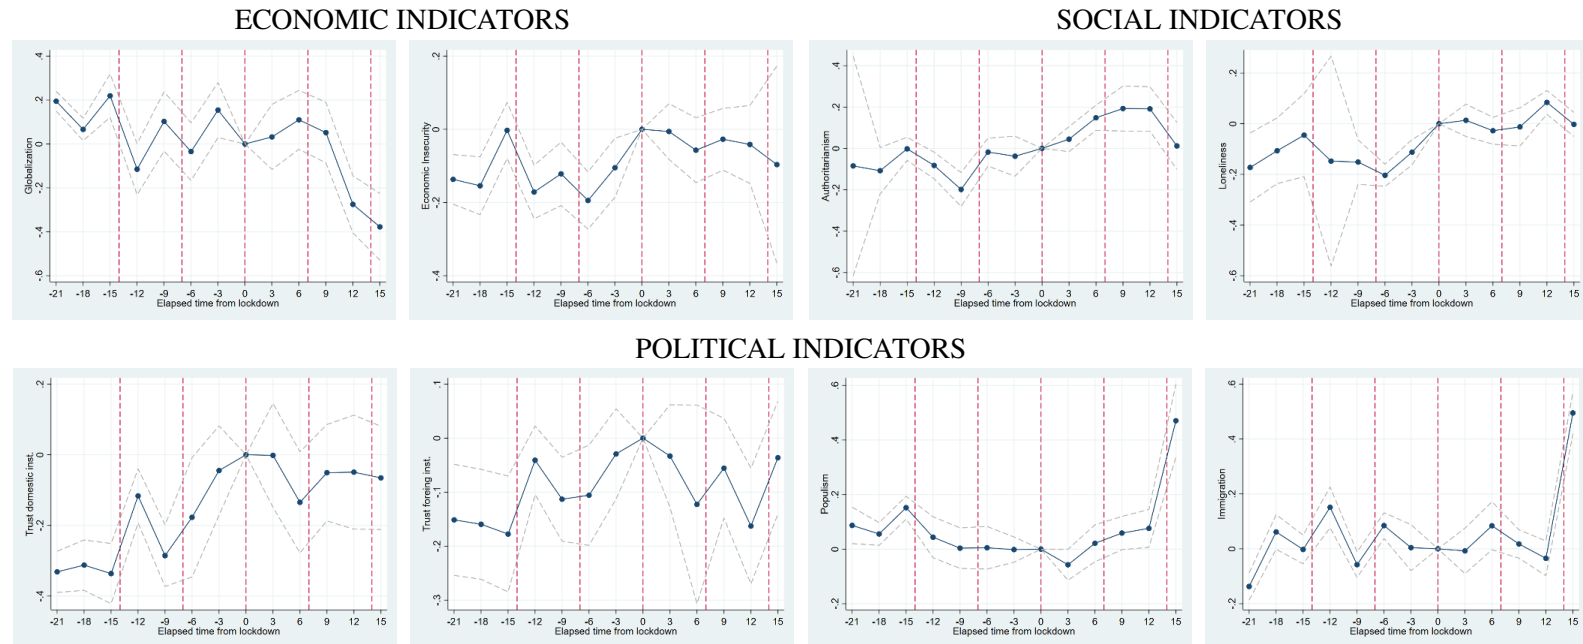 ECONOMIC INDICATORS
SOCIAL INDICATORS
Globalization
.4
.2
0
-.2
-.4
-.6
-21 -18 -15 -12 -9 -6 -3 0 3 6 9 12 15
Elapsed time from lockdown
Economic Insecurity
.2
0
-.2
-.4
-21 -18 -15 -12 -9 -6 -3 0 3 6 9 12 15
Elapsed time from lockdown
Authoritarianism
.4
.2
0
-.2
-.4
-.6
-21 -18 -15 -12 -9 -6 -3 0 3 6 9 12 15
Elapsed time from lockdown
Loneliness
.2
0
-.2
-.4
-.6
-21 -18 -15 -12 -9 -6 -3 0 3 6 9 12 15
Elapsed time from lockdown
POLITICAL INDICATORS
Trust domestic inst.
.2
0
-.2
-.4
-21 -18 -15 -12 -9 -6 -3 0 3 6 9 12 15
Elapsed time from lockdown
Trust foreing inst.
.1
0
-.1
-.2
-.3
-21 -18 -15 -12 -9 -6 -3 0 3 6 9 12 15
Elapsed time from lockdown
Populism
.6
.4
.2
0
-.2
-21 -18 -15 -12 -9 -6 -3 0 3 6 9 12 15
Elapsed time from lockdown
Immigration
.6
.4
.2
0
-.2
-21 -18 -15 -12 -9 -6 -3 0 3 6 9 12 15
Elapsed time from lockdown